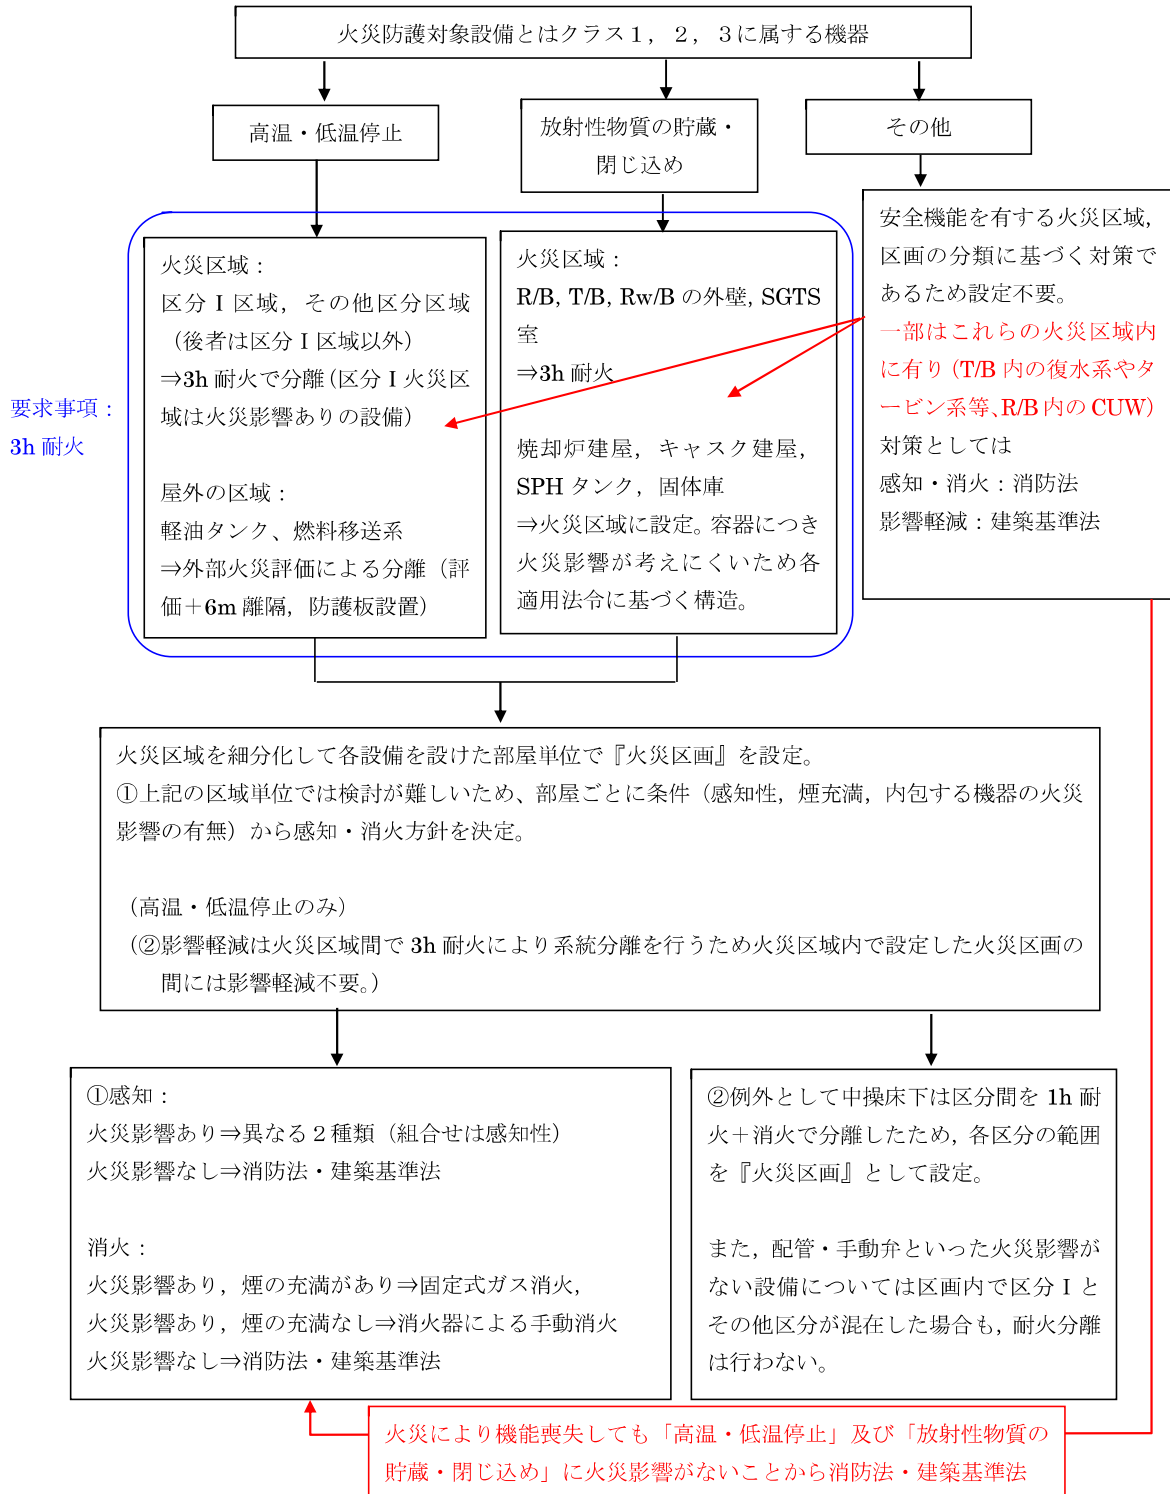 火災防護対象設備とはクラス１，２，３に属する機器
高温・低温停止
放射性物質の貯蔵・
閉じ込め
その他
要求事項：
3h 耐火
火災区域：
区分Ⅰ区域，その他区分区域
（後者は区分Ⅰ区域以外）
⇒3h 耐火で分離（区分Ⅰ火災区
域は火災影響ありの設備）
屋外の区域：
軽油タンク、燃料移送系
⇒外部火災評価による分離（評
価＋6m 離隔，防護板設置）
火災区域：
R/B, T/B, Rw/B の外壁, SGTS
室
⇒3h 耐火
焼却炉建屋，キャスク建屋，
SPH タンク，固体庫
⇒火災区域に設定。容器につき
火災影響が考えにくいため各
適用法令に基づく構造。
安全機能を有する火災区域，
区画の分類に基づく対策で
あるため設定不要。
一部はこれらの火災区域内
に有り（T/B 内の復水系やタ
ービン系等、R/B 内の CUW）
対策としては
感知・消火：消防法
影響軽減：建築基準法
火災区域を細分化して各設備を設けた部屋単位で『火災区画』を設定。
①上記の区域単位では検討が難しいため、部屋ごとに条件（感知性，煙充満，内包する機器の火災
影響の有無）から感知・消火方針を決定。
（高温・低温停止のみ）
（②影響軽減は火災区域間で 3h 耐火により系統分離を行うため火災区域内で設定した火災区画の
間には影響軽減不要。）
①感知：
火災影響あり⇒異なる２種類（組合せは感知性）
火災影響なし⇒消防法・建築基準法
消火：
火災影響あり，煙の充満があり⇒固定式ガス消火，
火災影響あり，煙の充満なし⇒消火器による手動消火
火災影響なし⇒消防法・建築基準法
②例外として中操床下は区分間を 1h 耐
火＋消火で分離したため，各区分の範囲
を『火災区画』として設定。
また，配管・手動弁といった火災影響が
ない設備については区画内で区分Ⅰと
その他区分が混在した場合も，耐火分離
は行わない。
火災により機能喪失しても「高温・低温停止」及び「放射性物質の
貯蔵・閉じ込め」に火災影響がないことから消防法・建築基準法